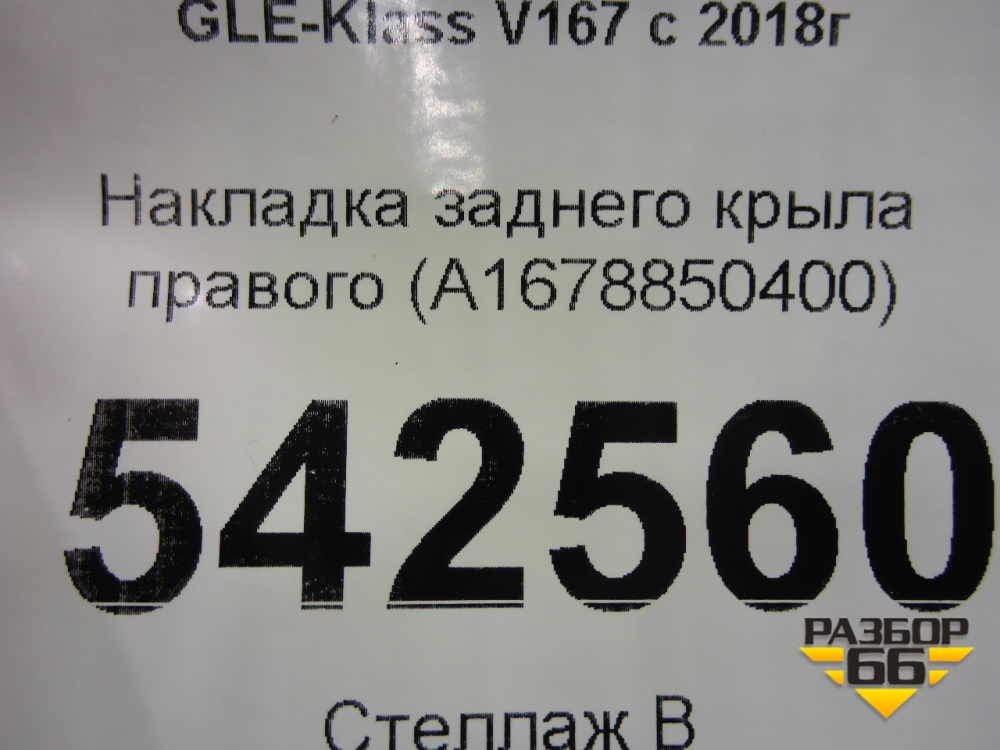 GLE-Klass V167 с 2018г
Накладка заднего крыла
правого (A1678850400)
542560
РАЗБОР
66
Стеллаж В